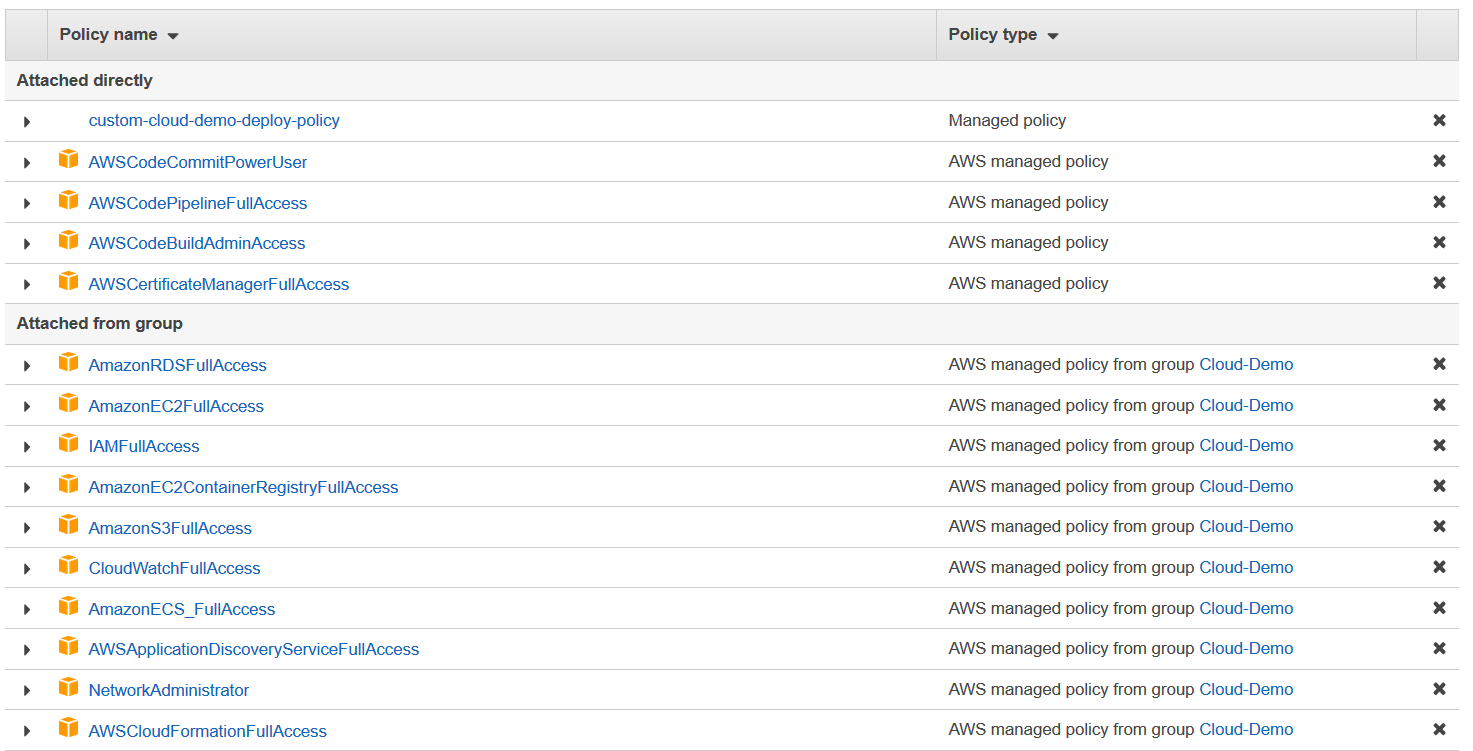 Policy name Policy type
Attached directly
custom-cloud-demo-deploy-policy Managed policy
AWSCodeCommitPowerUser AWS managed policy
AWSCodePipelineFullAccess AWS managed policy
AWSCodeBuildAdminAccess AWS managed policy
AWSCertificateManagerFullAccess AWS managed policy
Attached from group
AmazonRDSFullAccess AWS managed policy from group Cloud-Demo
AmazonEC2FullAccess AWS managed policy from group Cloud-Demo
IAMFullAccess AWS managed policy from group Cloud-Demo
AmazonEC2ContainerRegistryFullAccess AWS managed policy from group Cloud-Demo
AmazonS3FullAccess AWS managed policy from group Cloud-Demo
CloudWatchFullAccess AWS managed policy from group Cloud-Demo
AmazonECS_FullAccess AWS managed policy from group Cloud-Demo
AWSApplicationDiscoveryServiceFullAccess AWS managed policy from group Cloud-Demo
NetworkAdministrator AWS managed policy from group Cloud-Demo
AWSCloudFormationFullAccess AWS managed policy from group Cloud-Demo